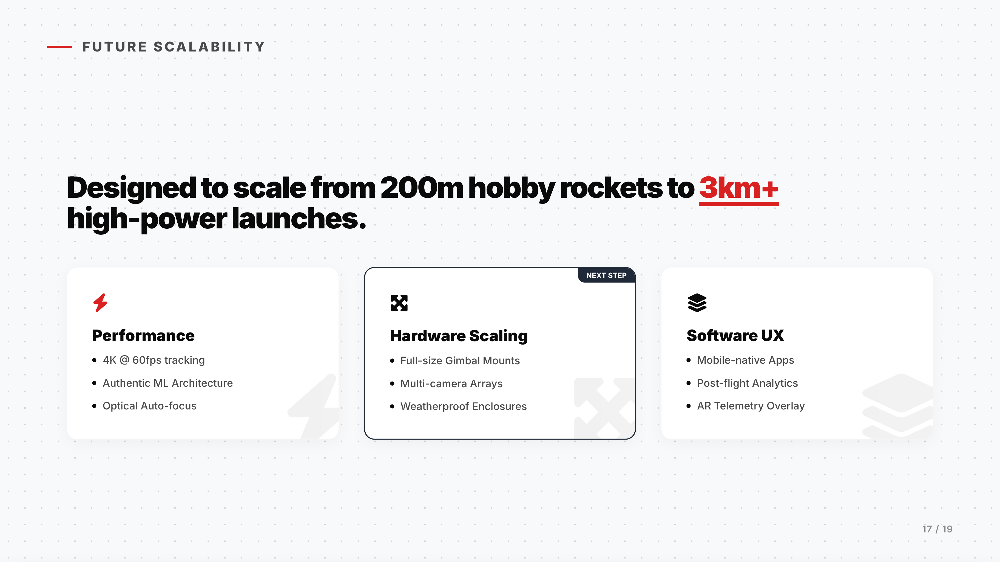 FUTURE SCALABILITY
Designed to scale from 200m hobby rockets to 3km+
high-power launches.
Performance
• 4K @ 60fps tracking
• Authentic ML Architecture
• Optical Auto-focus
NEXT STEP
Hardware Scaling
• Full-size Gimbal Mounts
• Multi-camera Arrays
• Weatherproof Enclosures
Software UX
• Mobile-native Apps
• Post-flight Analytics
• AR Telemetry Overlay
17 / 19